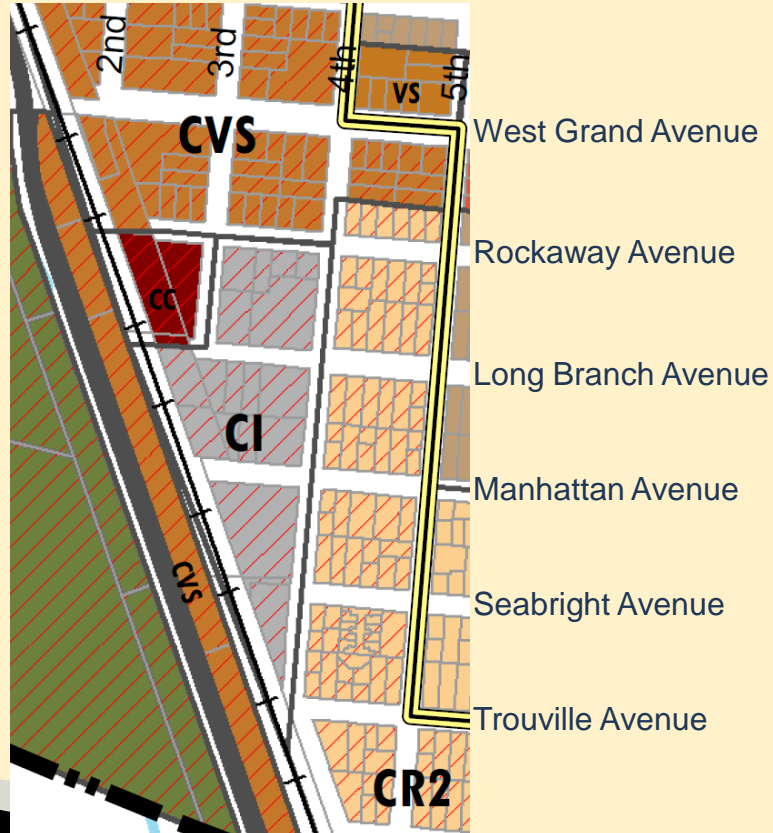 2nd
3rd
4th
5th
VS
CVS
West Grand Avenue
Rockaway Avenue
CC
Long Branch Avenue
CI
Manhattan Avenue
CVS
Seabright Avenue
Trouville Avenue
CR2